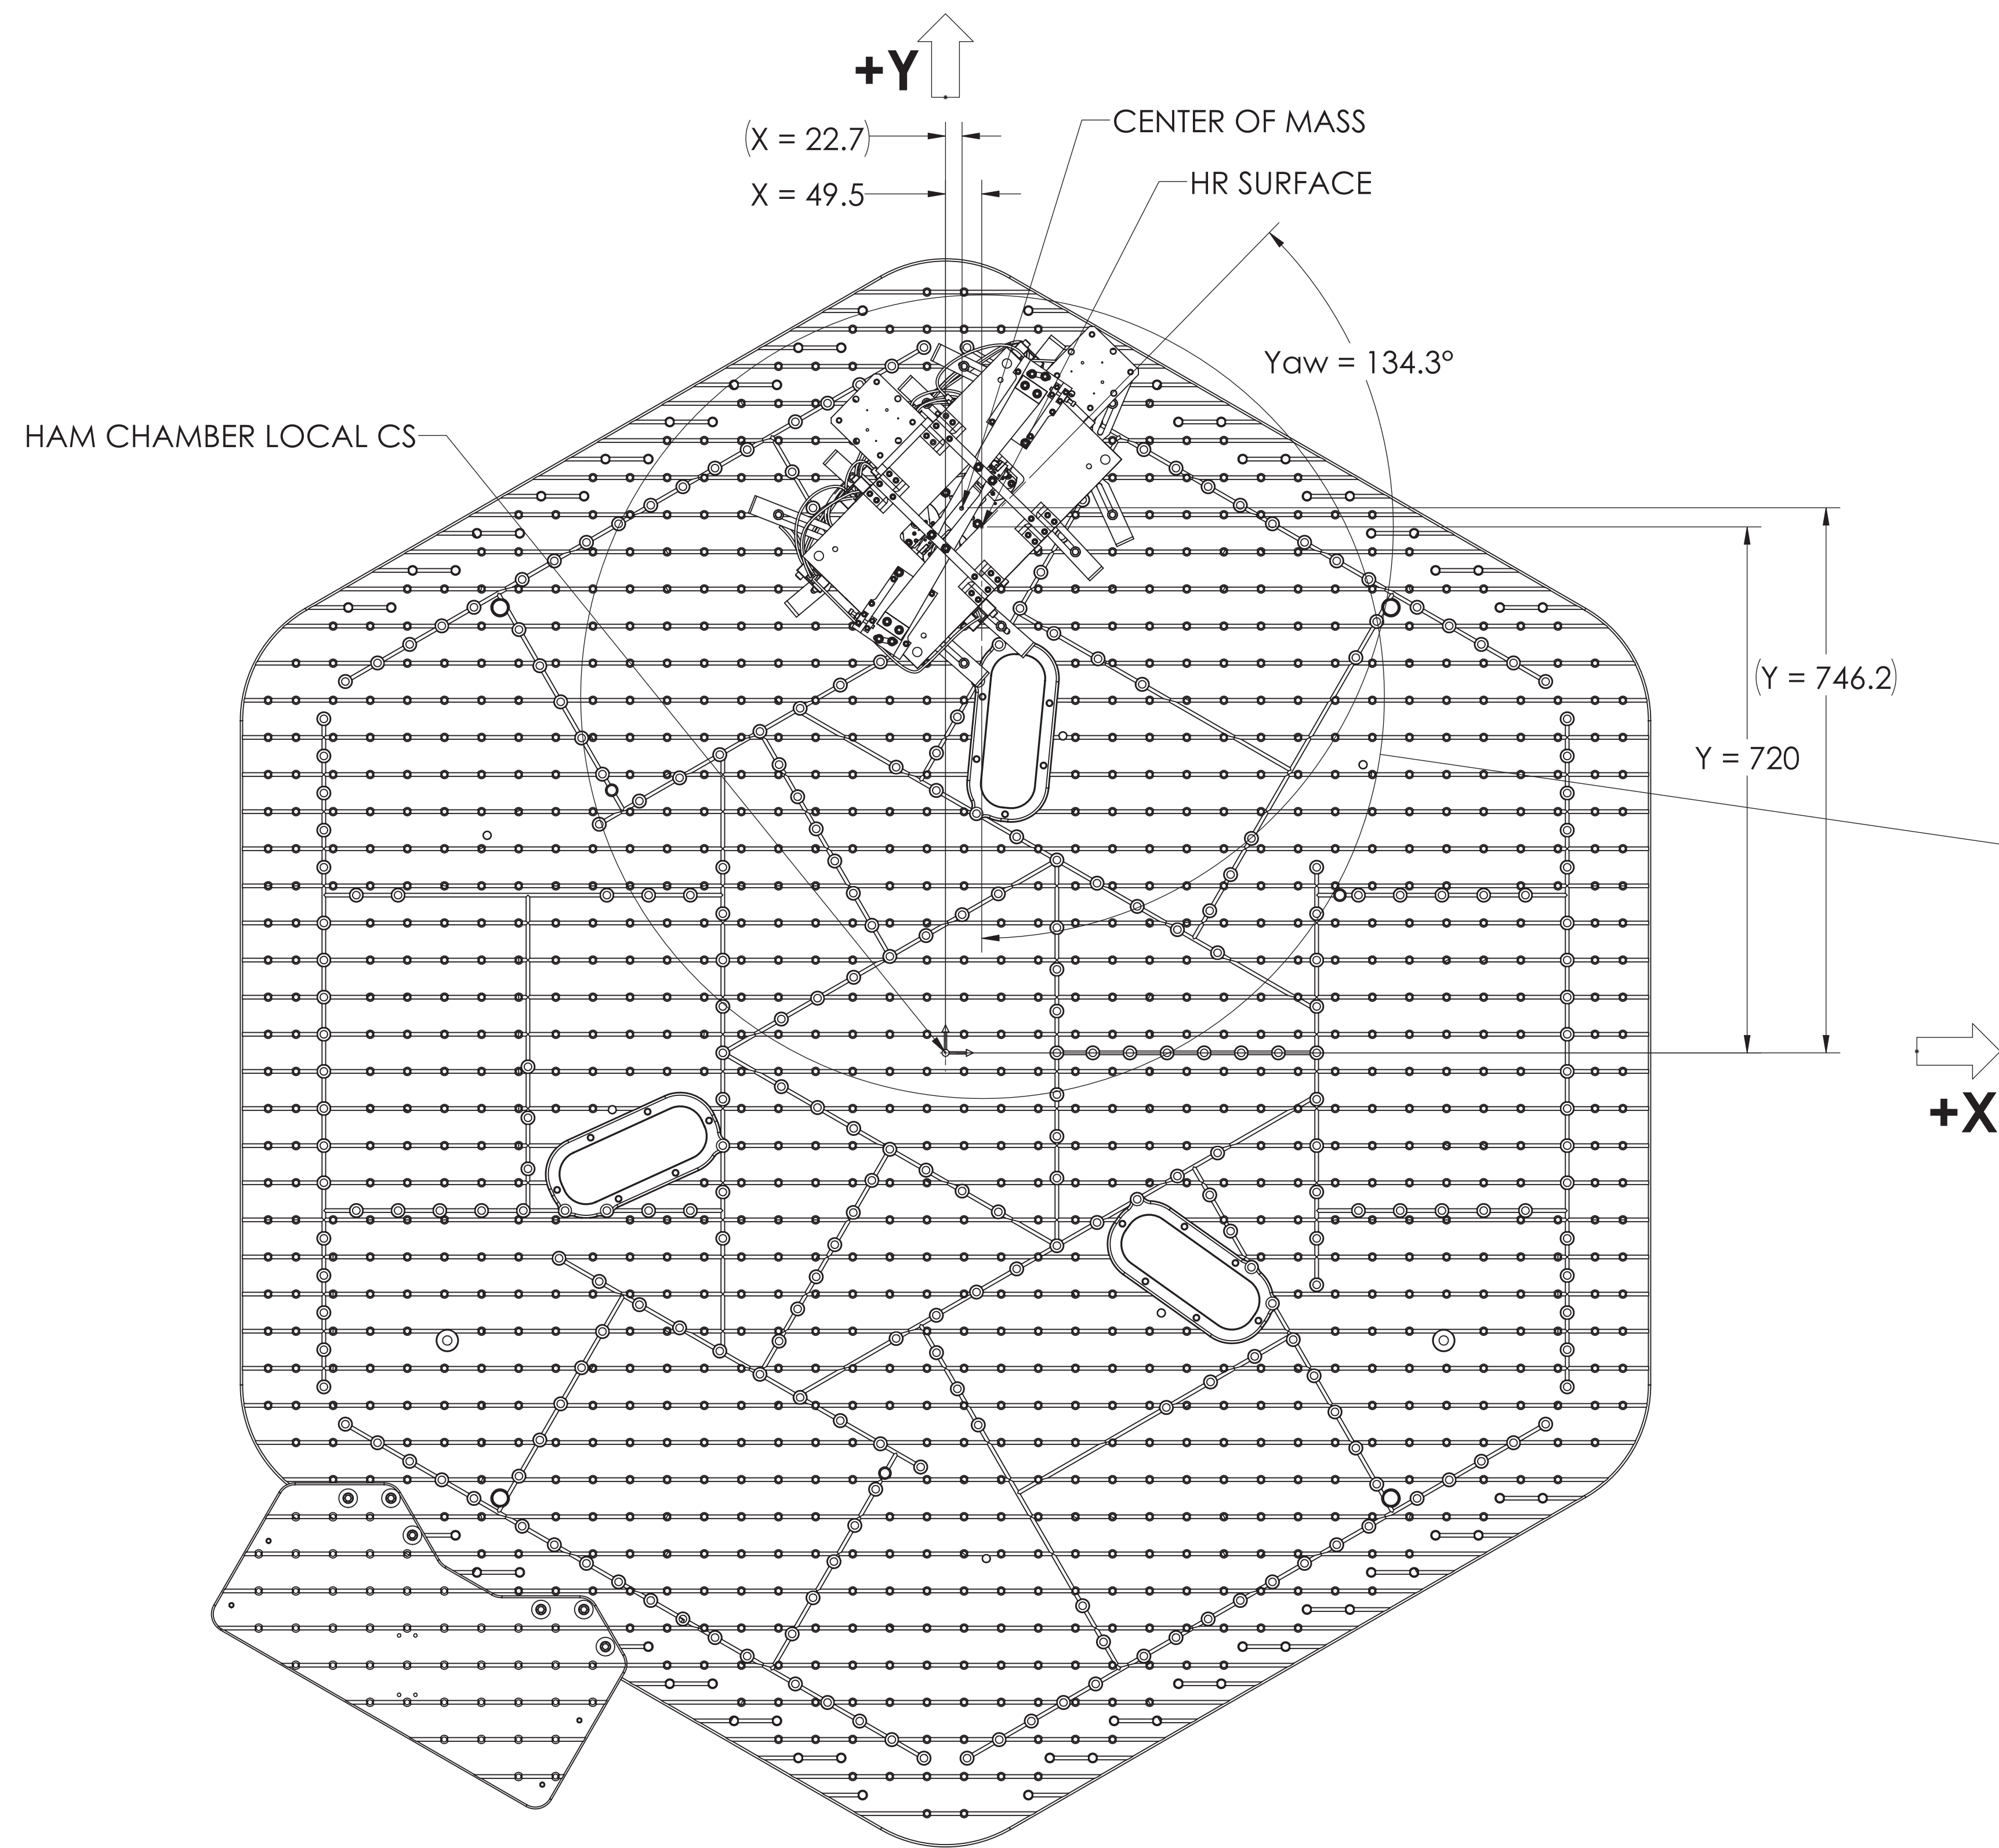 +Y
(X = 22.7)
CENTER OF MASS
X = 49.5
HR SURFACE
Yaw = 134.3°
HAM CHAMBER LOCAL CS
(Y = 746.2)
Y = 720
+X